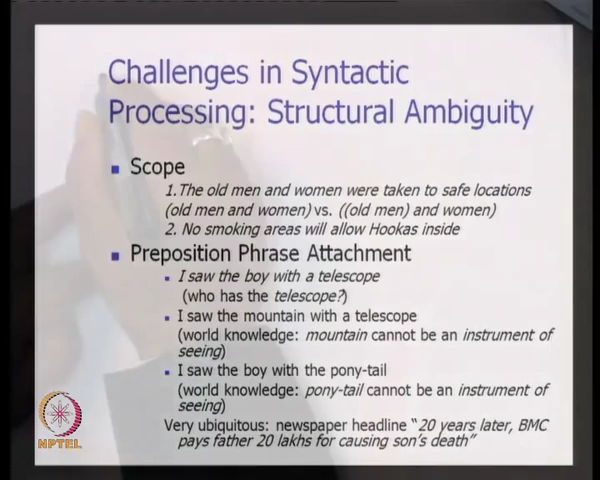 Challenges in Syntactic
Processing: Structural Ambiguity
Scope
1.The old men and women were taken to safe locations
(old men and women) vs. ((old men) and women)
2. No smoking areas will allow Hookas inside
Preposition Phrase Attachment
I saw the boy with a telescope
(who has the telescope?)
I saw the mountain with a telescope
(world knowledge: mountain cannot be an instrument of
seeing)
I saw the boy with the pony-tail
(world knowledge: pony-tail cannot be an instrument of
seeing)
Very ubiquitous: newspaper headline "20 years later, BMC
pays father 20 lakhs for causing son's death"
NPTEL